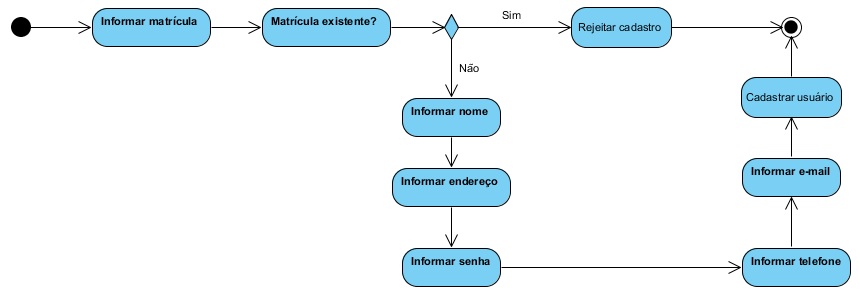 Informar matrícula
Matrícula existente?
Sim
Rejeitar cadastro
Não
Informar nome
Informar endereço
Informar senha
Informar telefone
Informar e-mail
Cadastrar usuário